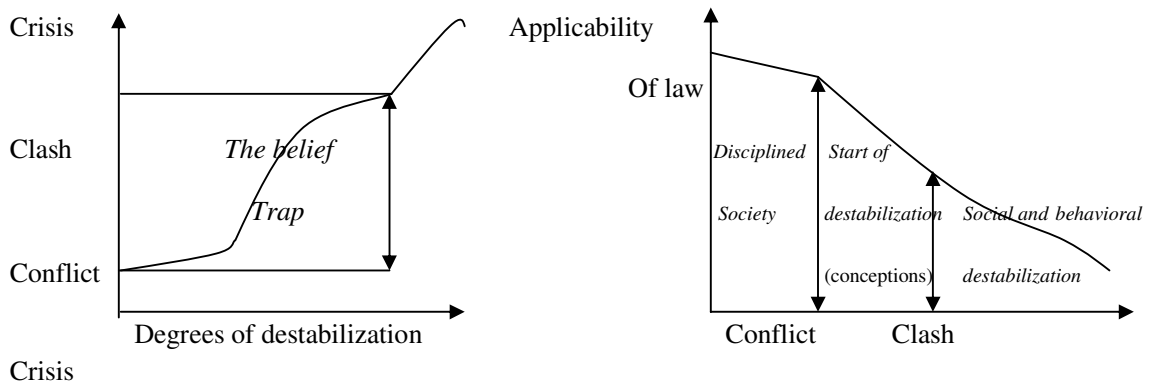 Crisis
Applicability
Of law
Clash
The belief
Disciplined
Start of
Trap
Society
destabilization
Social and behavioral
Conflict
(conceptions)
destabilization
Degrees of destabilization
Conflict
Clash
Crisis